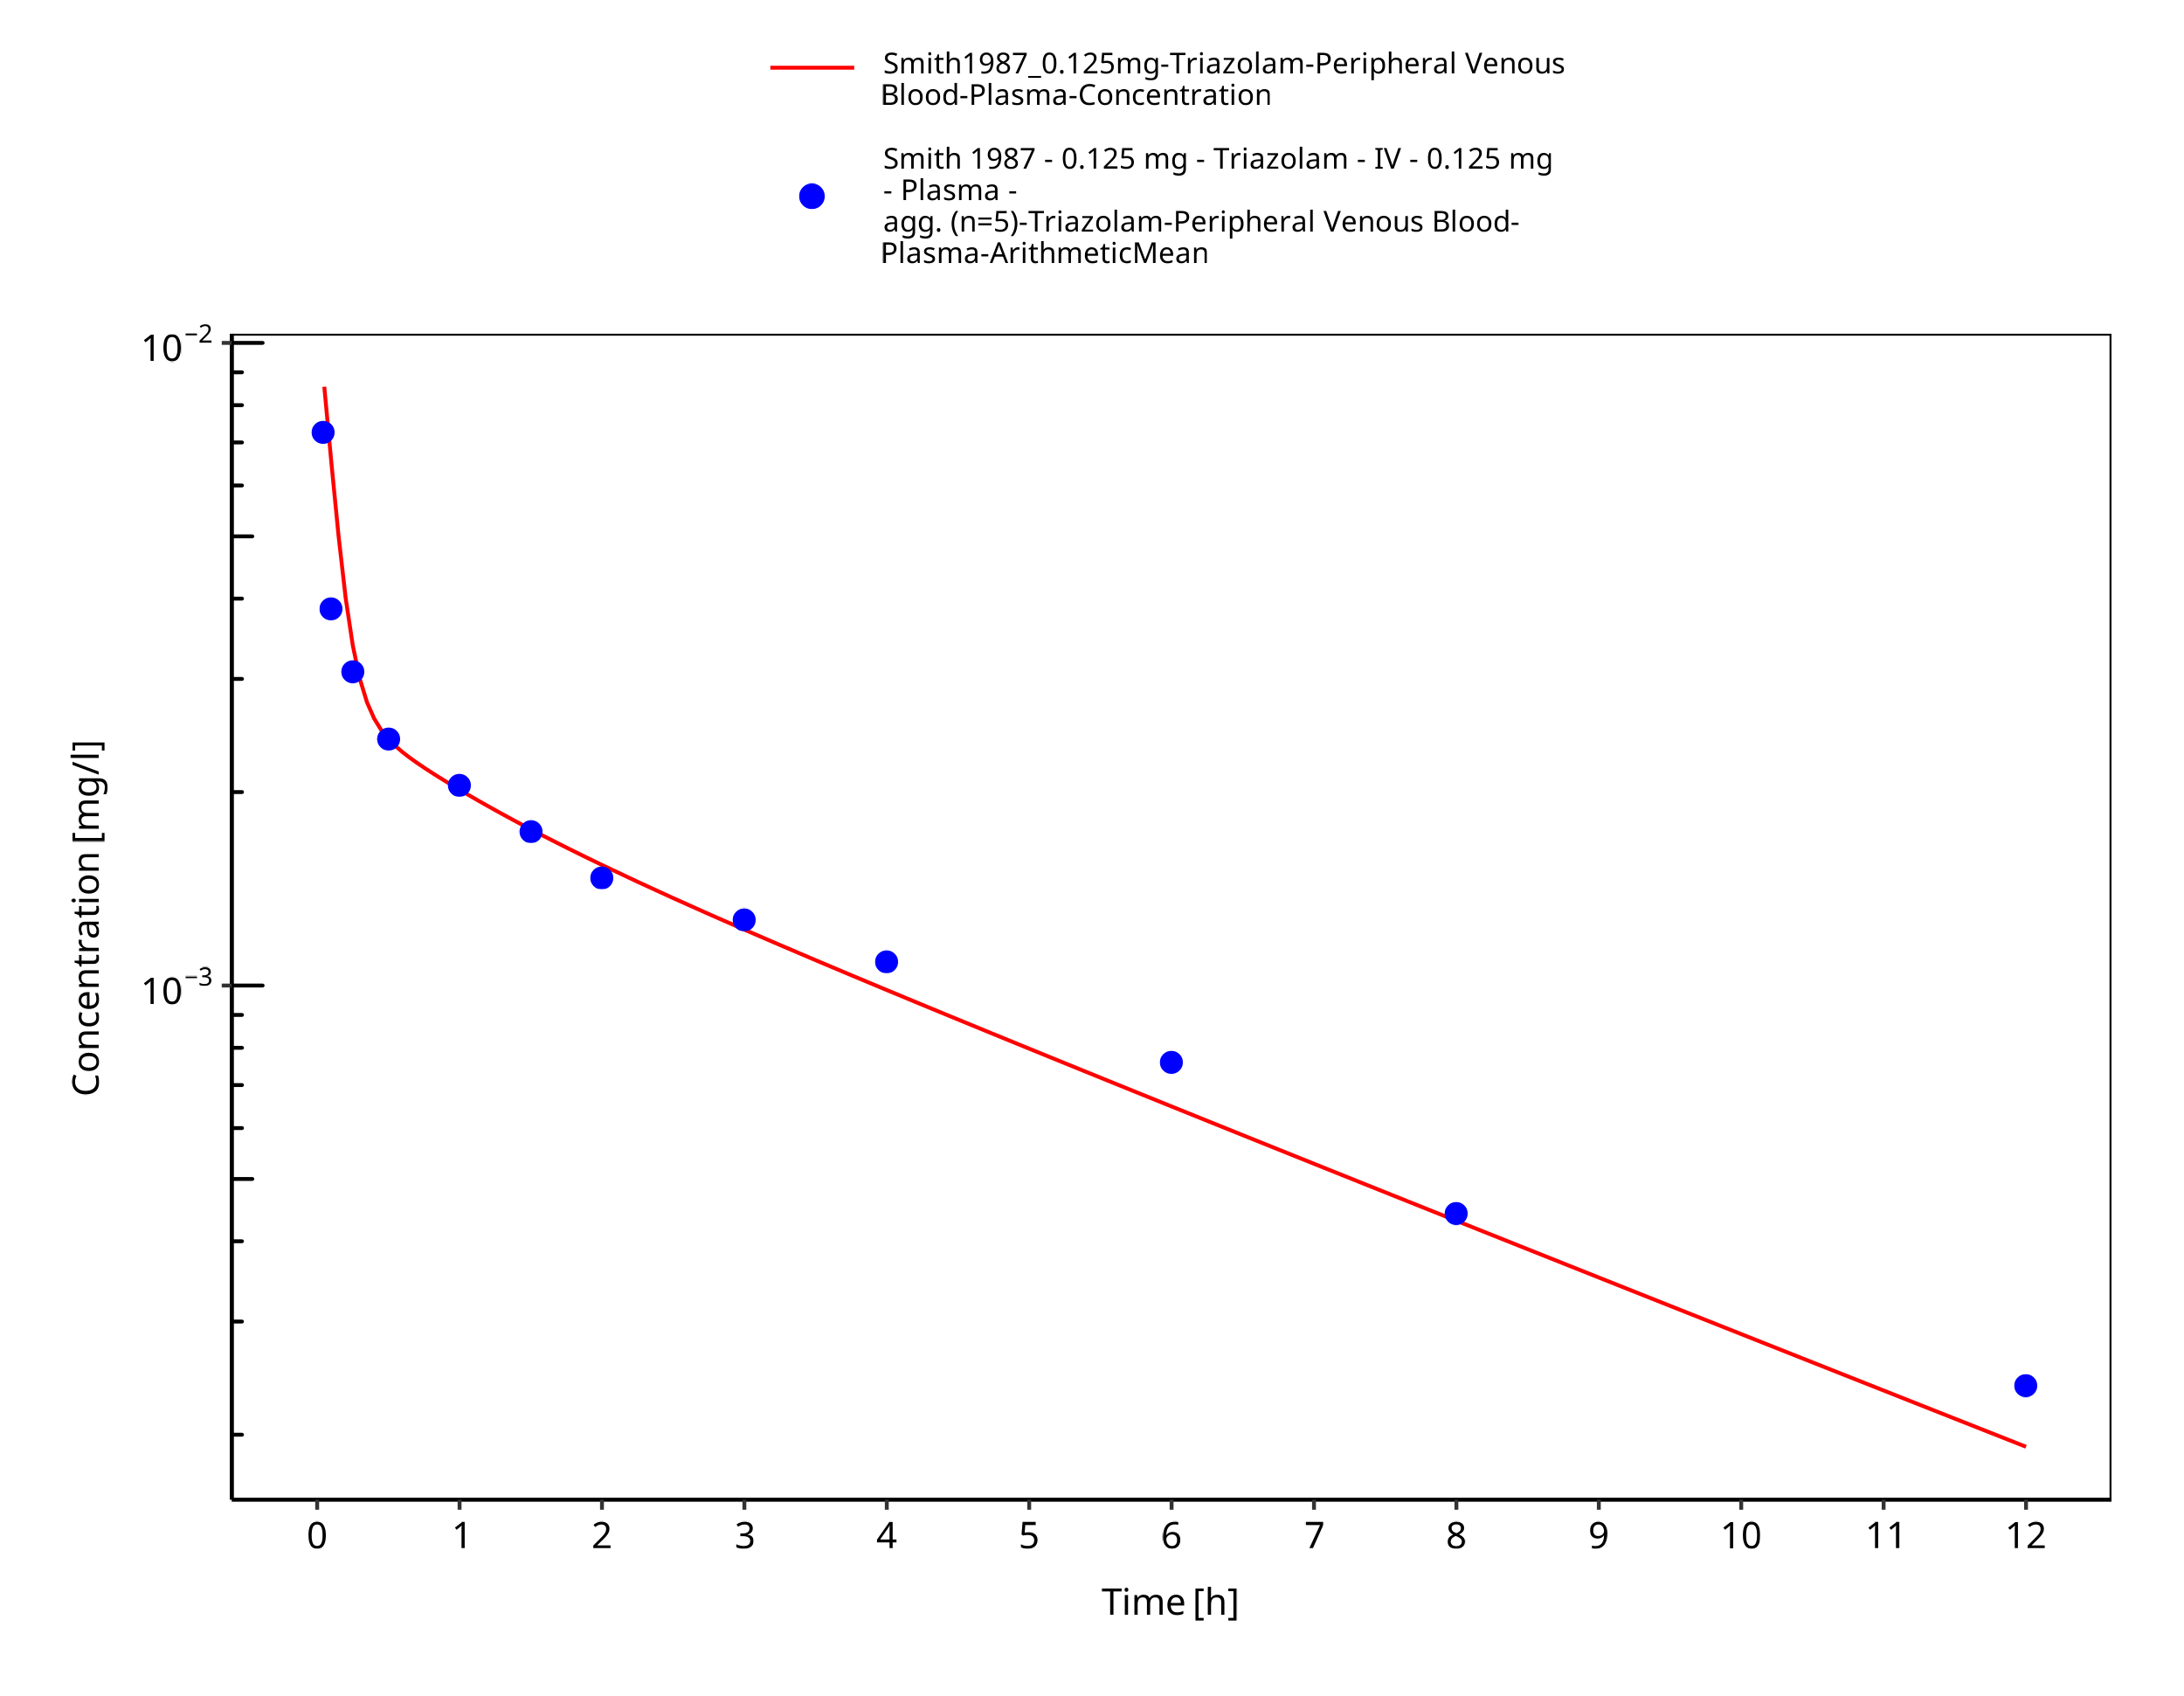 Smith1987_0.125mg-Triazolam-Peripheral Venous
Blood-Plasma-Concentration
Smith 1987 - 0.125 mg - Triazolam - IV - 0.125 mg
- Plasma -
agg. (n=5)-Triazolam-Peripheral Venous Blood-
Plasma-ArithmeticMean
10⁻²
10⁻³
Concentration [mg/l]
0 1 2 3 4 5 6 7 8 9 10 11 12
Time [h]